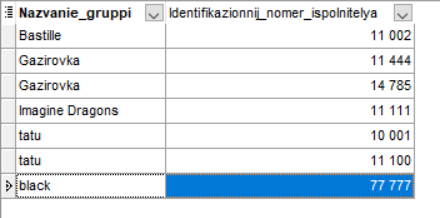 Nazvanie_gruppi Identifikazionnij_nomer_ispolnitelya
Bastille 11 002
Gazirovka 11 444
Gazirovka 14 785
Imagine Dragons 11 111
tatu 10 001
tatu 11 100
black 77 777